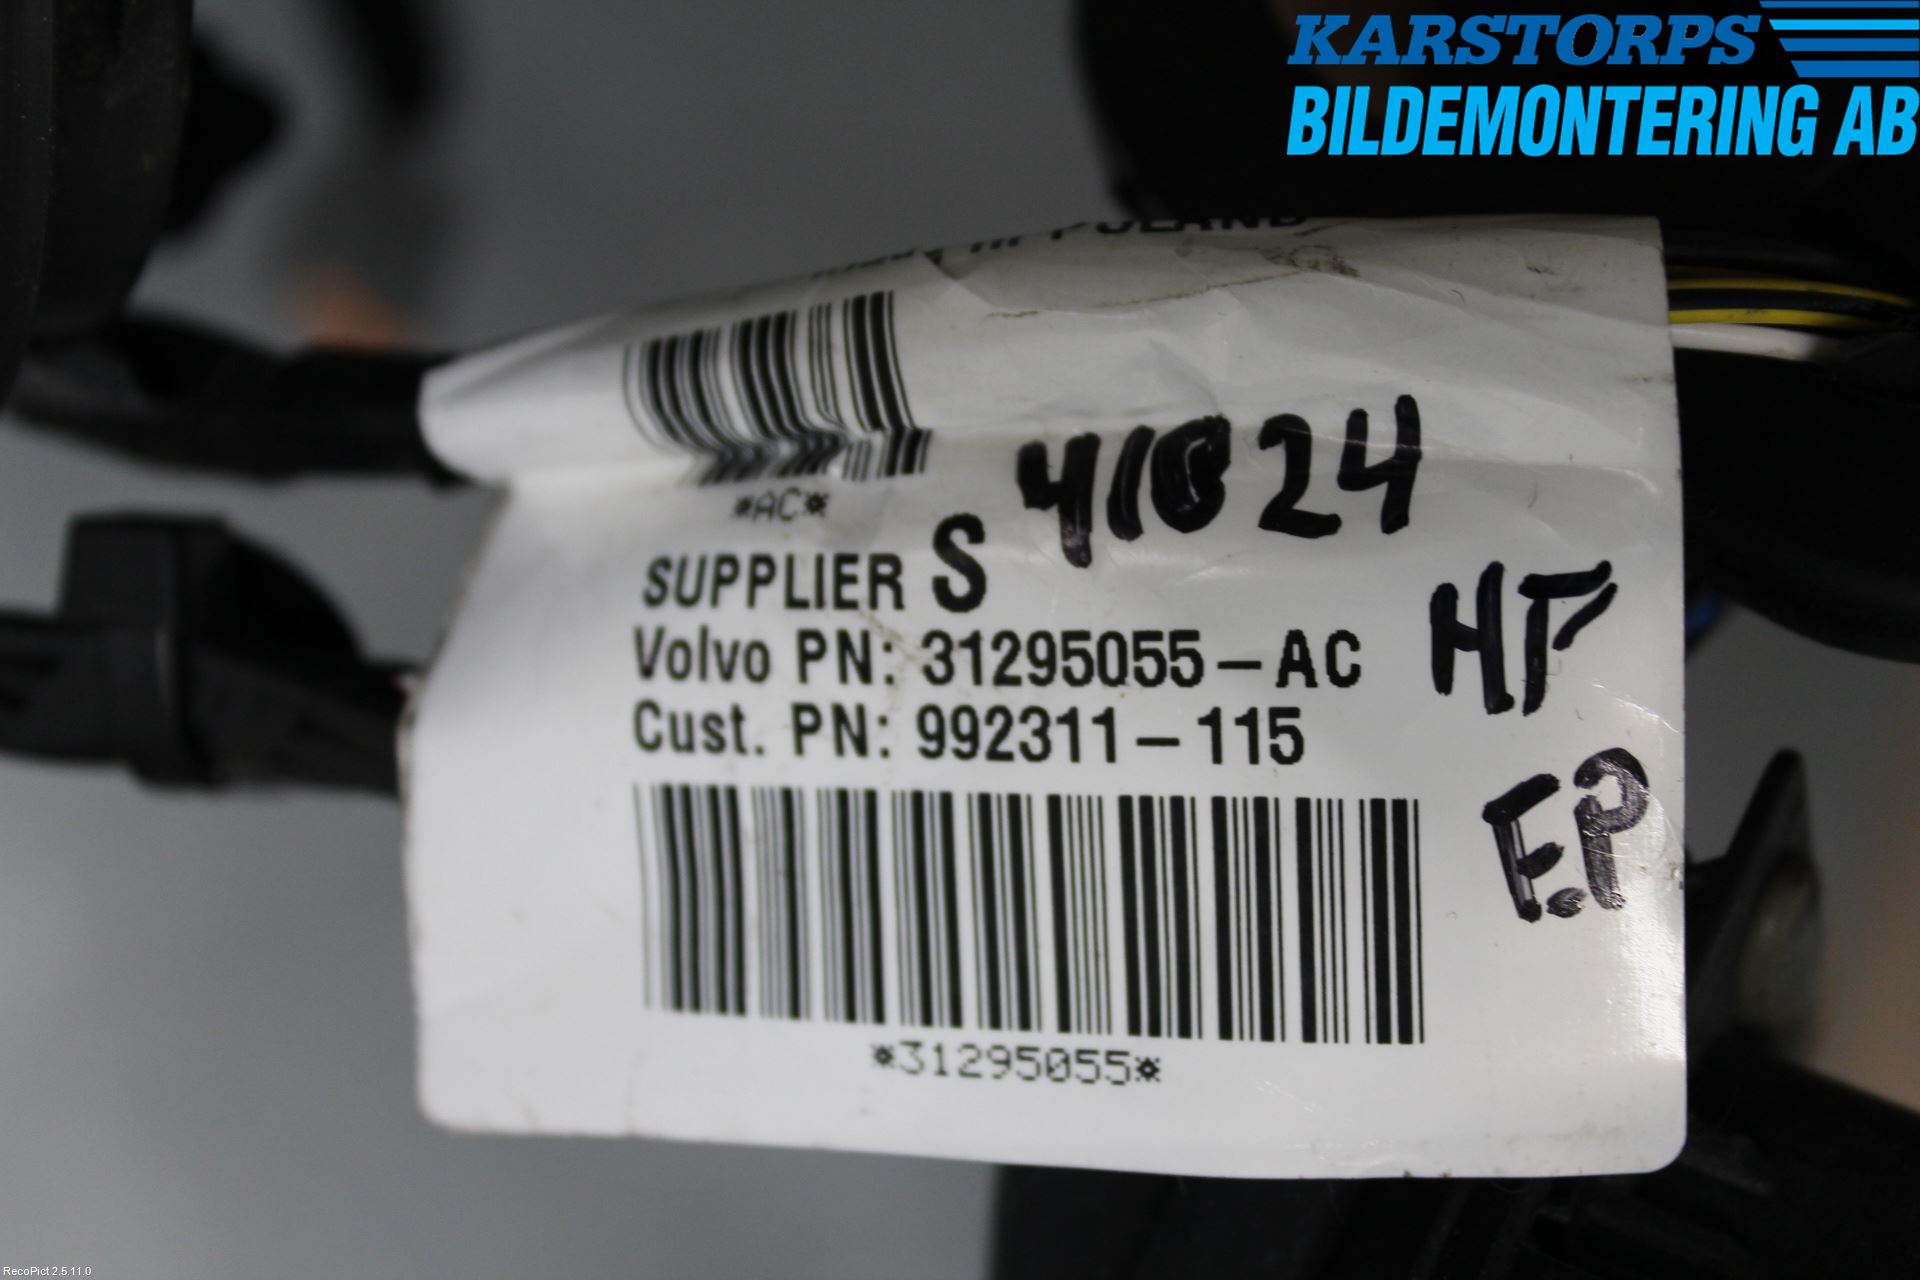 KARSTORPS
BILDEMONTERING AB
POLAND
*AC*
41824
SUPPLIER S
HF
Volvo PN: 31295055-AC
Cust. PN: 992311-115
E.P
*31295055*
RecoPict 2.5.11.0